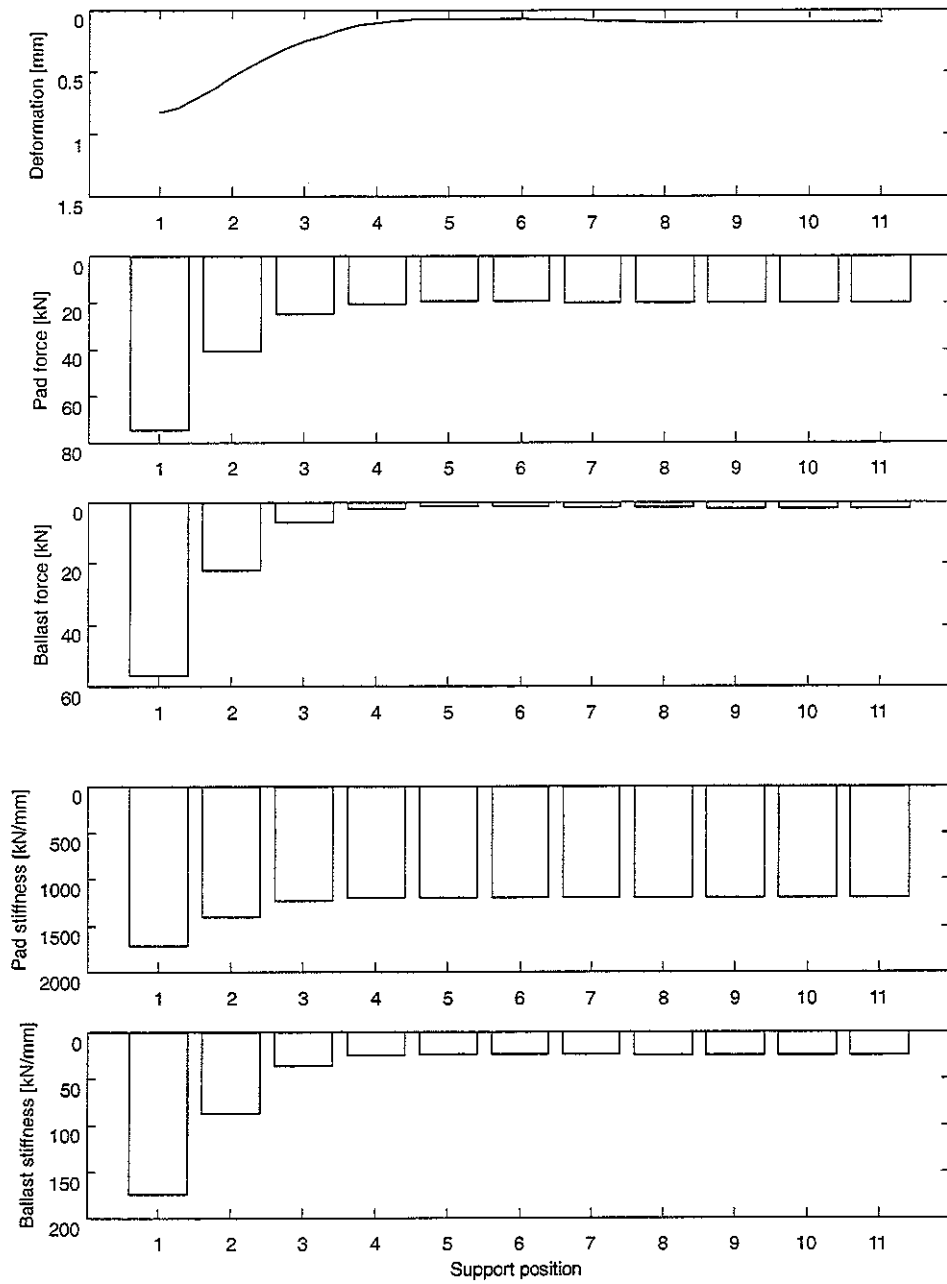 Deformation [mm]
0
0.5
1
1.5
1 2 3 4 5 6 7 8 9 10 11
Pad force [kN]
0
20
40
60
80
1 2 3 4 5 6 7 8 9 10 11
Ballast force [kN]
0
20
40
60
1 2 3 4 5 6 7 8 9 10 11
Pad stiffness [kN/mm]
0
500
1000
1500
2000
1 2 3 4 5 6 7 8 9 10 11
Ballast stiffness [kN/mm]
0
50
100
150
200
1 2 3 4 5 6 7 8 9 10 11
Support position